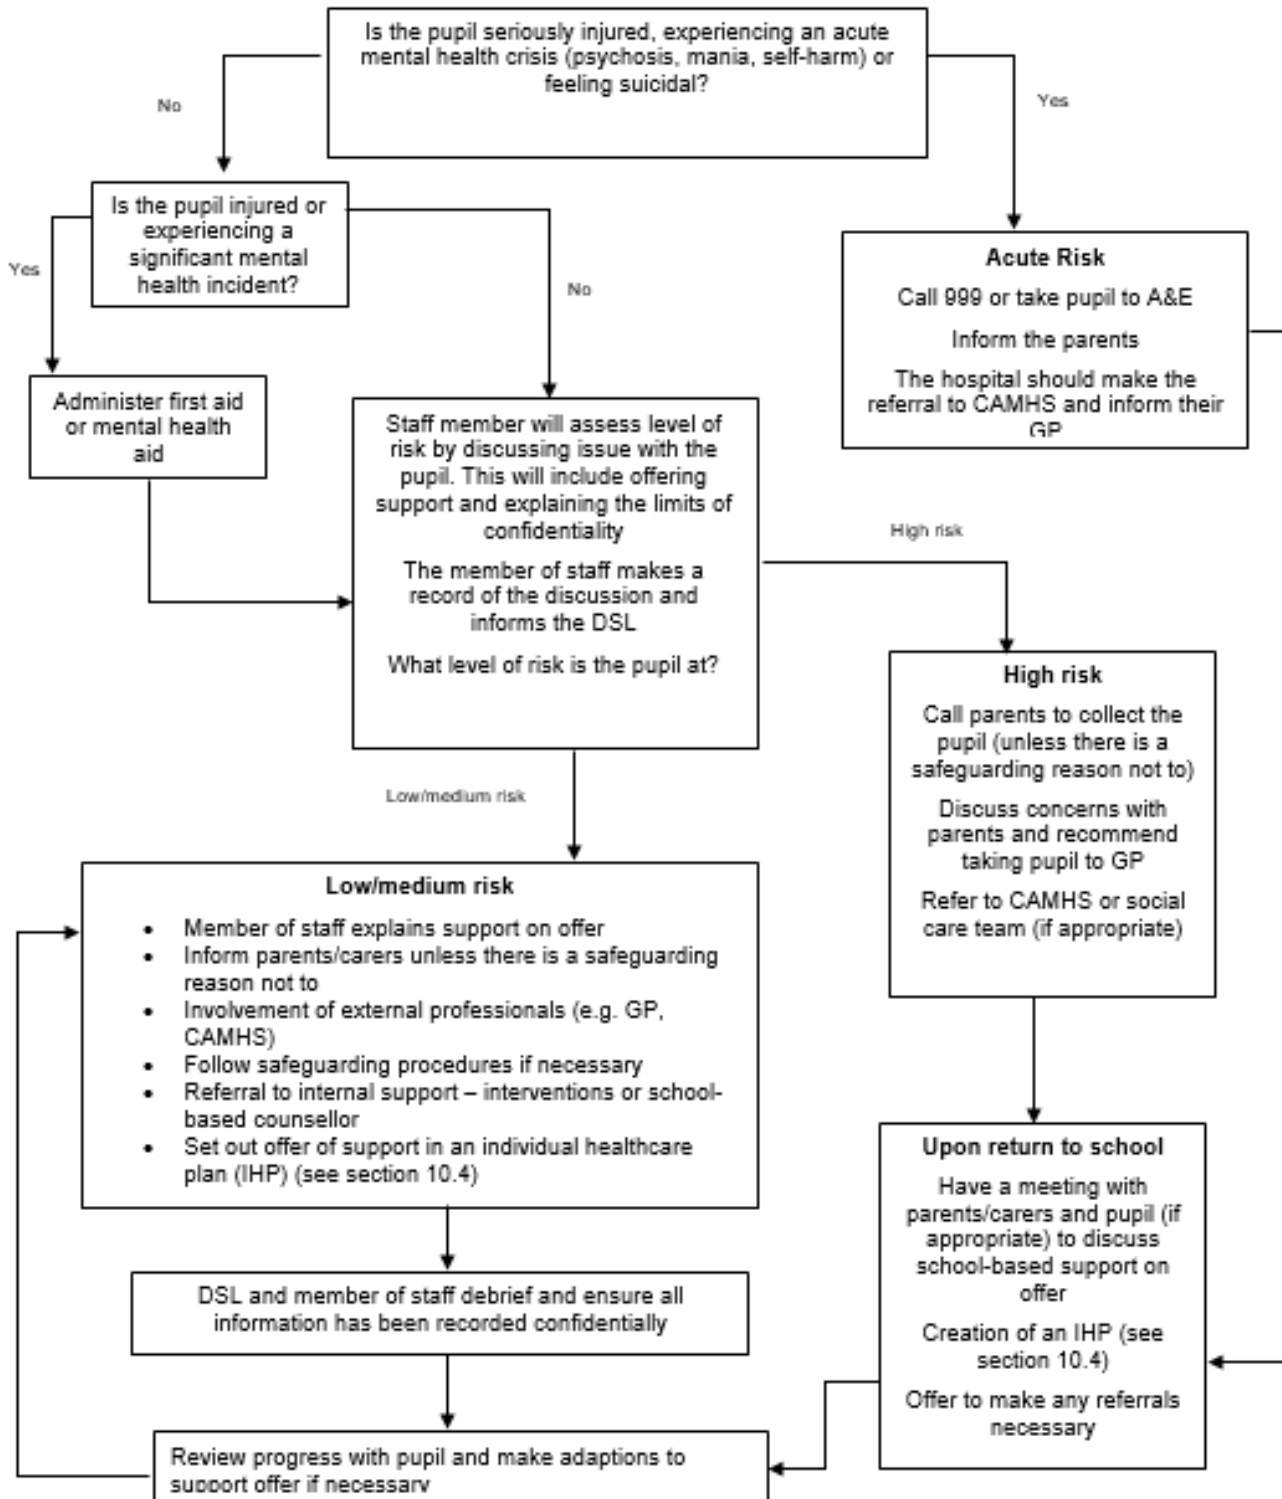 Is the pupil seriously injured, experiencing an acute
mental health crisis (psychosis, mania, self-harm) or
feeling suicidal?
No
Yes
Is the pupil injured or
experiencing a
significant mental
health incident?
Yes
No
Acute Risk
Call 999 or take pupil to A&E
Inform the parents
The hospital should make the
referral to CAMHS and inform their
GP
Administer first aid
or mental health
aid
Staff member will assess level of
risk by discussing issue with the
pupil. This will include offering
support and explaining the limits of
confidentiality
The member of staff makes a
record of the discussion and
informs the DSL
What level of risk is the pupil at?
High risk
High risk
Call parents to collect the
pupil (unless there is a
safeguarding reason not to)
Discuss concerns with
parents and recommend
taking pupil to GP
Refer to CAMHS or social
care team (if appropriate)
Low/medium risk
Low/medium risk
• Member of staff explains support on offer
• Inform parents/carers unless there is a safeguarding
reason not to
• Involvement of external professionals (e.g. GP,
CAMHS)
• Follow safeguarding procedures if necessary
• Referral to internal support – interventions or school-
based counsellor
• Set out offer of support in an individual healthcare
plan (IHP) (see section 10.4)
Upon return to school
Have a meeting with
parents/carers and pupil (if
appropriate) to discuss
school-based support on
offer
Creation of an IHP (see
section 10.4)
Offer to make any referrals
necessary
DSL and member of staff debrief and ensure all
information has been recorded confidentially
Review progress with pupil and make adaptions to
support offer if necessary